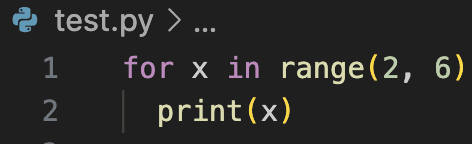 test.py > ...
1 for x in range(2, 6)
2   print(x)